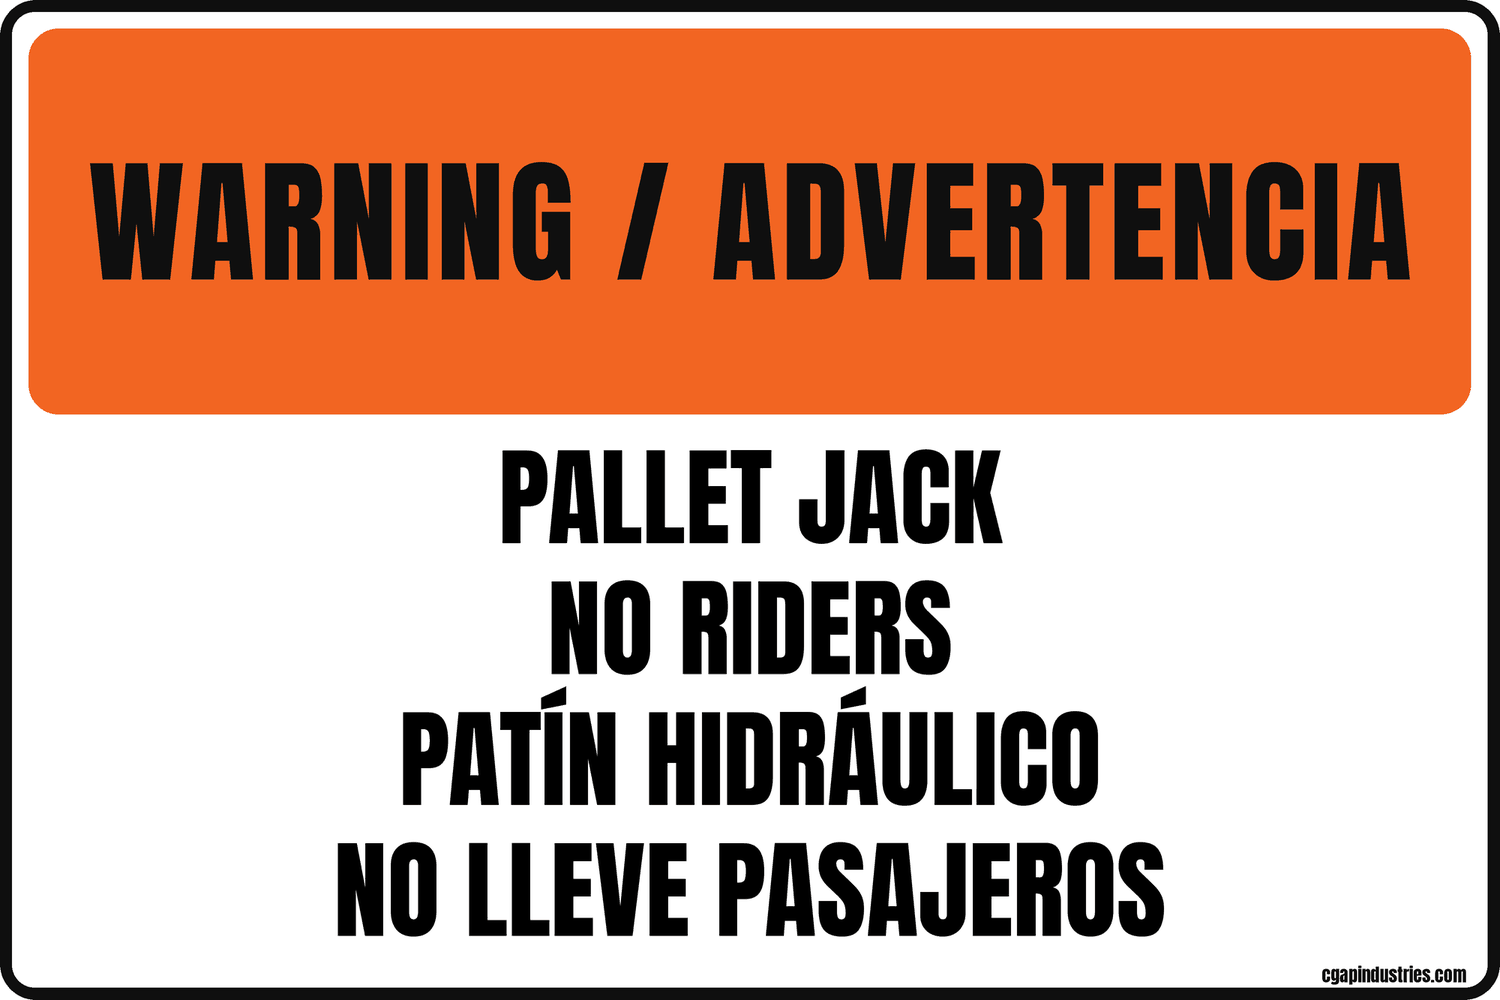 WARNING / ADVERTENCIA
PALLET JACK
NO RIDERS
PATÍN HIDRÁULICO
NO LLEVE PASAJEROS
cgapindustries.com